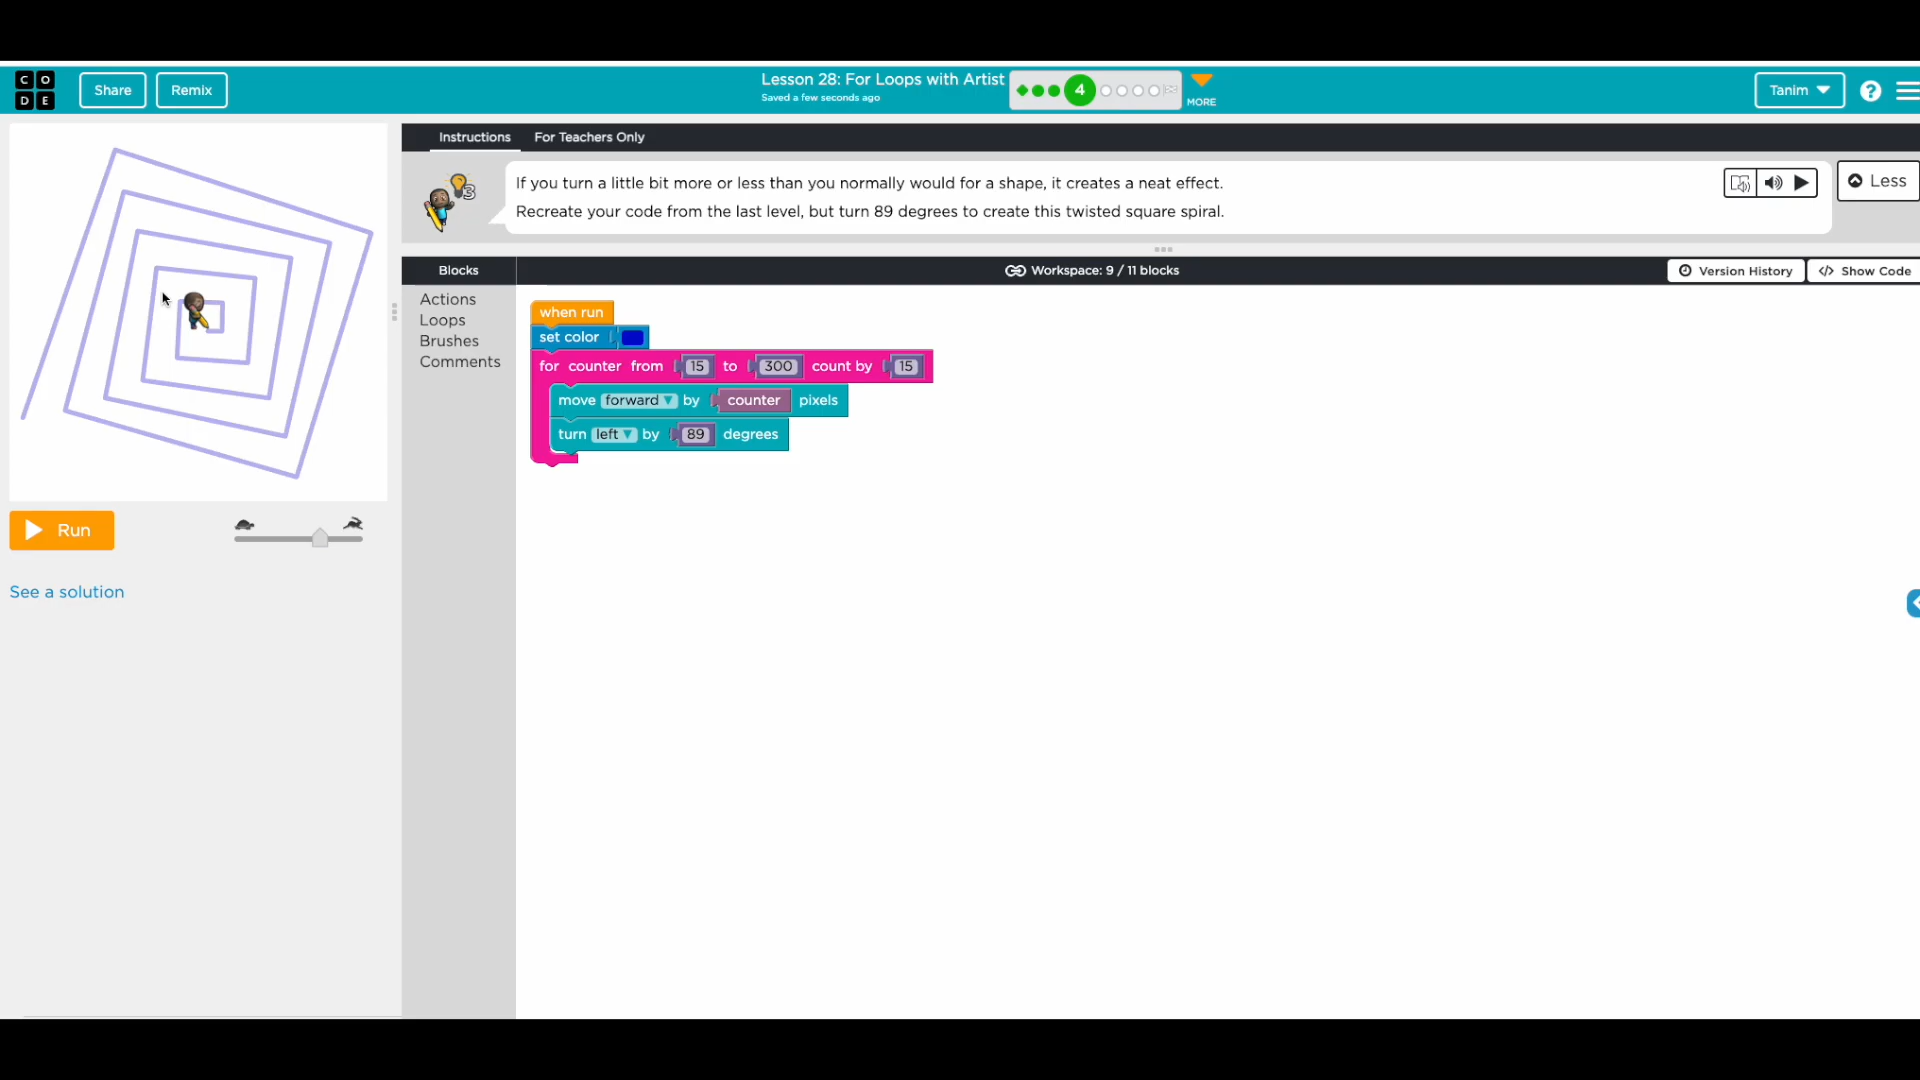 C O
D E
Share
Remix
Lesson 28: For Loops with Artist
Saved a few seconds ago
4
MORE
Tanim
?
Instructions
For Teachers Only
3
If you turn a little bit more or less than you normally would for a shape, it creates a neat effect.
Recreate your code from the last level, but turn 89 degrees to create this twisted square spiral.
Less
Blocks
Workspace: 9 / 11 blocks
Version History
</> Show Code
Actions
Loops
Brushes
Comments
when run
set color
for counter from 15 to 300 count by 15
move forward by counter pixels
turn left by 89 degrees
Run
See a solution